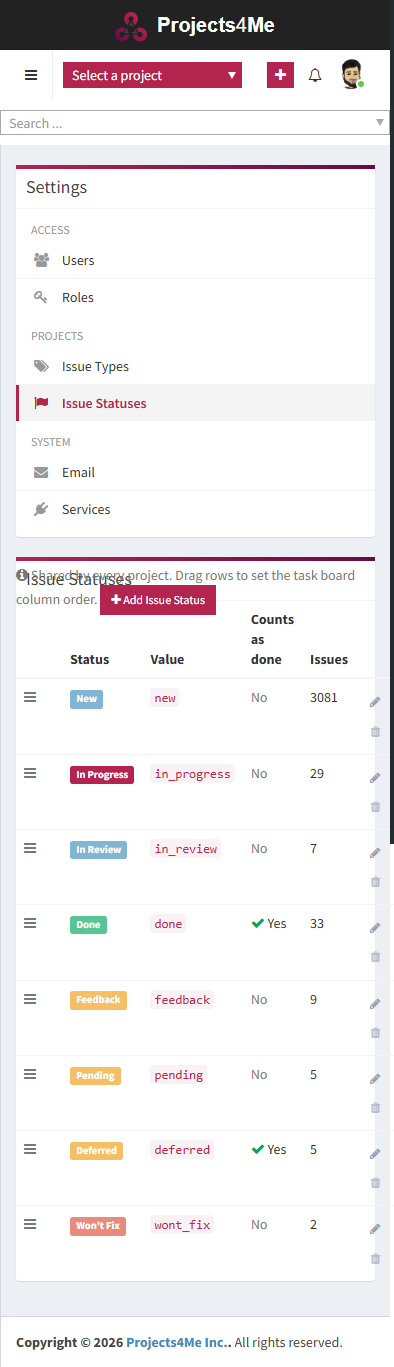 Projects4Me
Select a project
Search ...
Settings
ACCESS
Users
Roles
PROJECTS
Issue Types
Issue Statuses
SYSTEM
Email
Services
Issue Statuses
Shared by every project. Drag rows to set the task board
column order. Add Issue Status
Status Value Counts as done Issues
New new No 3081
In Progress in_progress No 29
In Review in_review No 7
Done done Yes 33
Feedback feedback No 9
Pending pending No 5
Deferred deferred Yes 5
Won't Fix wont_fix No 2
Copyright © 2026 Projects4Me Inc.. All rights reserved.